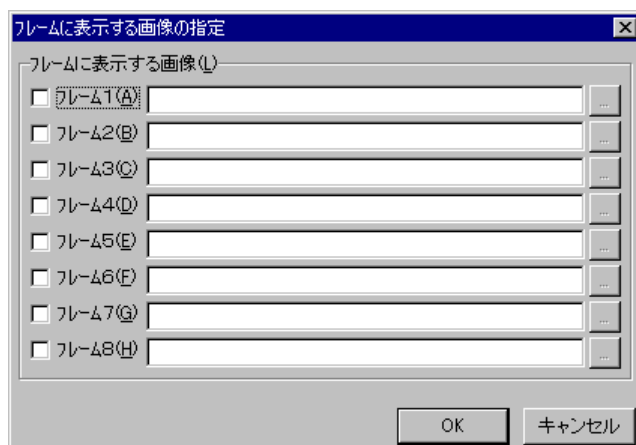 フレームに表示する画像の指定
フレームに表示する画像(L)
フレーム1(A) ...
フレーム2(B) ...
フレーム3(C) ...
フレーム4(D) ...
フレーム5(E) ...
フレーム6(F) ...
フレーム7(G) ...
フレーム8(H) ...
OK キャンセル